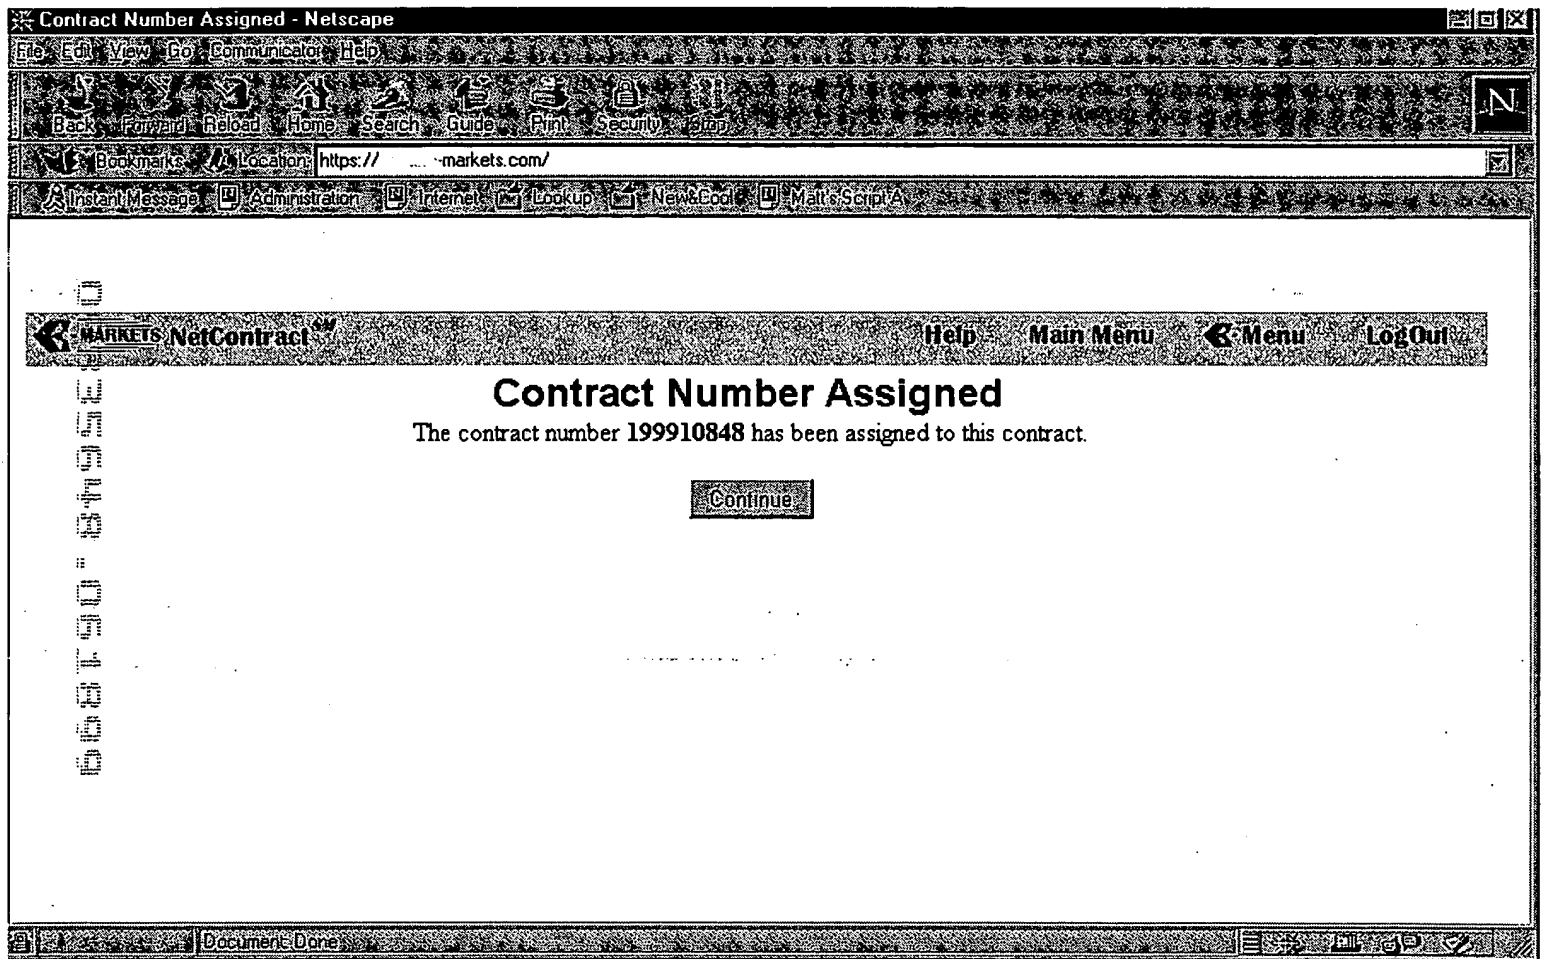 Contract Number Assigned - Netscape
File Edit View Go Communicator Help
Back Forward Reload Home Search Guide Print Security Stop
N
Bookmarks Location: https:// -markets.com/
Instant Message Administration Internet Lookup New&Cool Matt's Script A
MARKETS NetContract SM Help Main Menu Menu LogOut
Contract Number Assigned
The contract number 199910848 has been assigned to this contract.
Continue
Document: Done